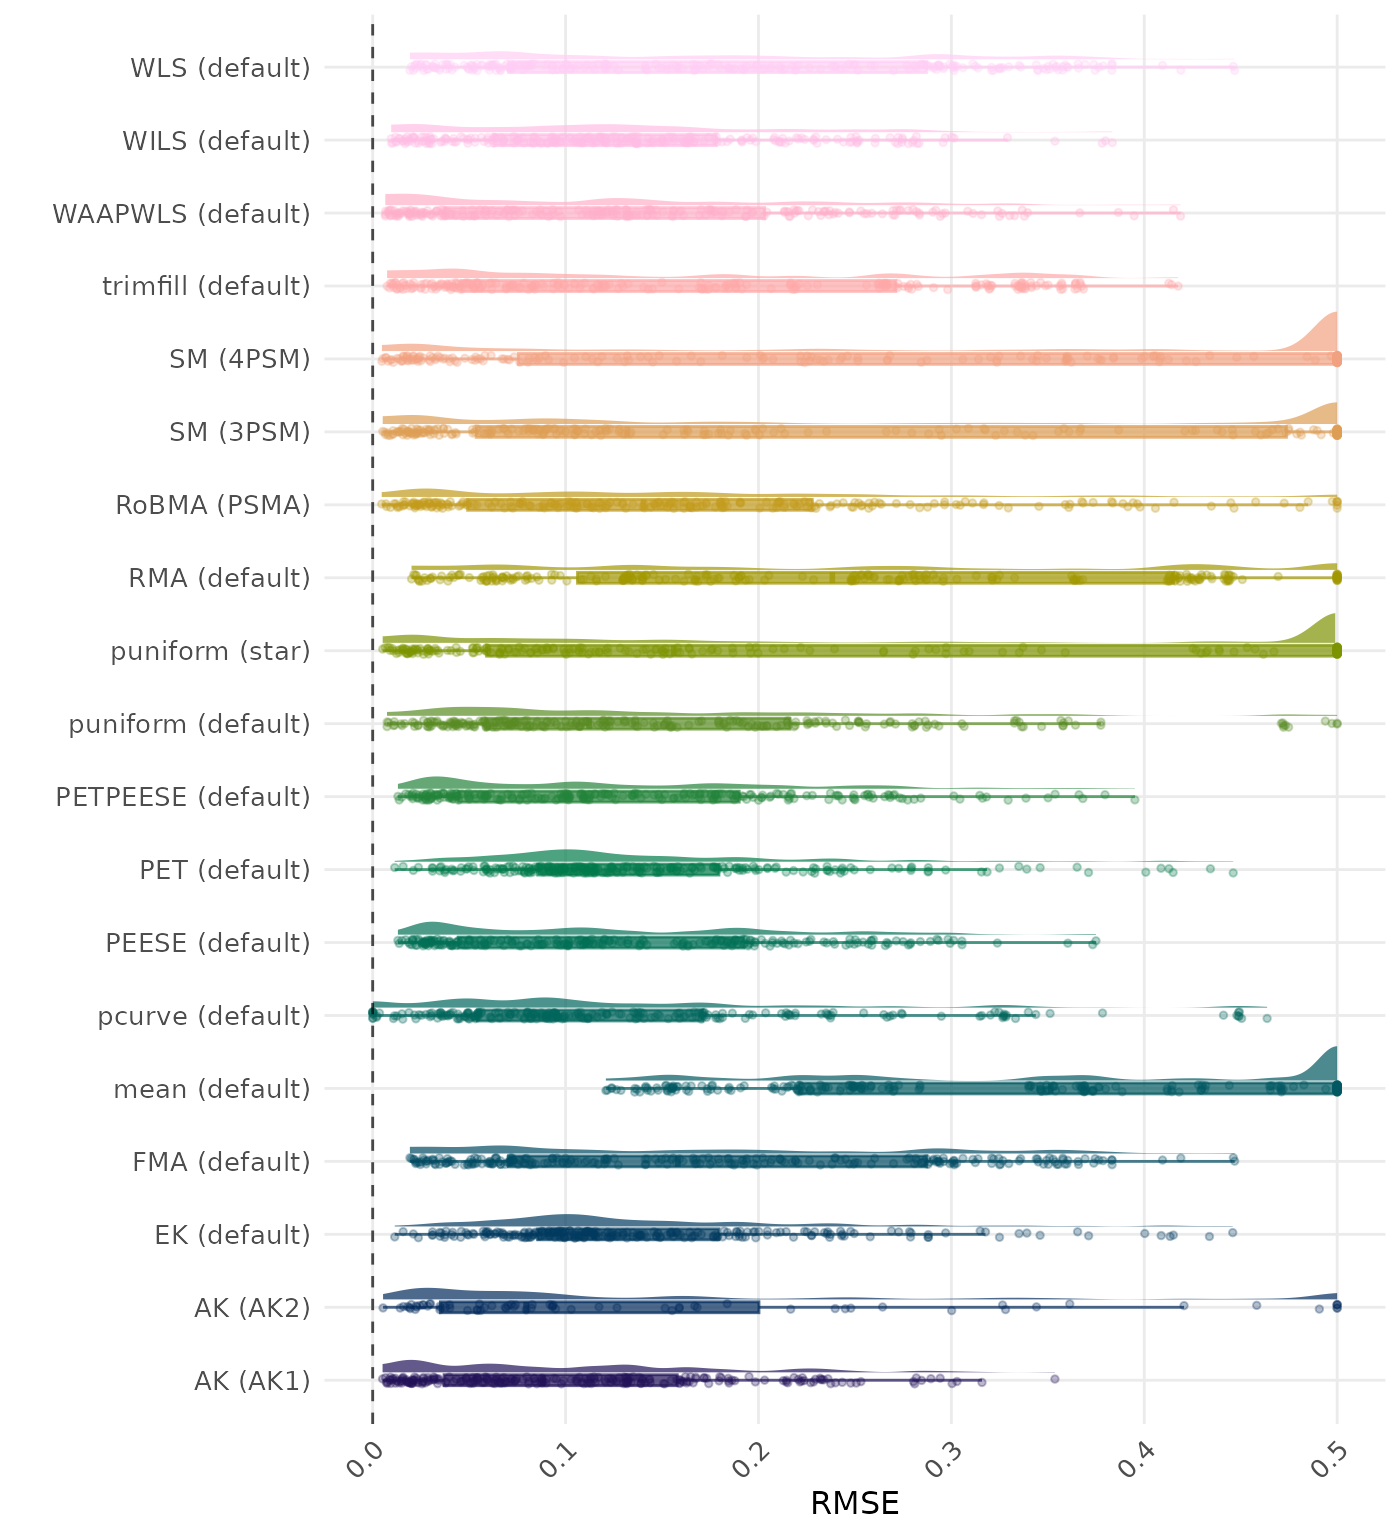 WLS (default)
WILS (default)
WAAPWLS (default)
trimfill (default)
SM (4PSM)
SM (3PSM)
RoBMA (PSMA)
RMA (default)
puniform (star)
puniform (default)
PETPEESE (default)
PET (default)
PEESE (default)
pcurve (default)
mean (default)
FMA (default)
EK (default)
AK (AK2)
AK (AK1)
0.0 0.1 0.2 0.3 0.4 0.5
RMSE